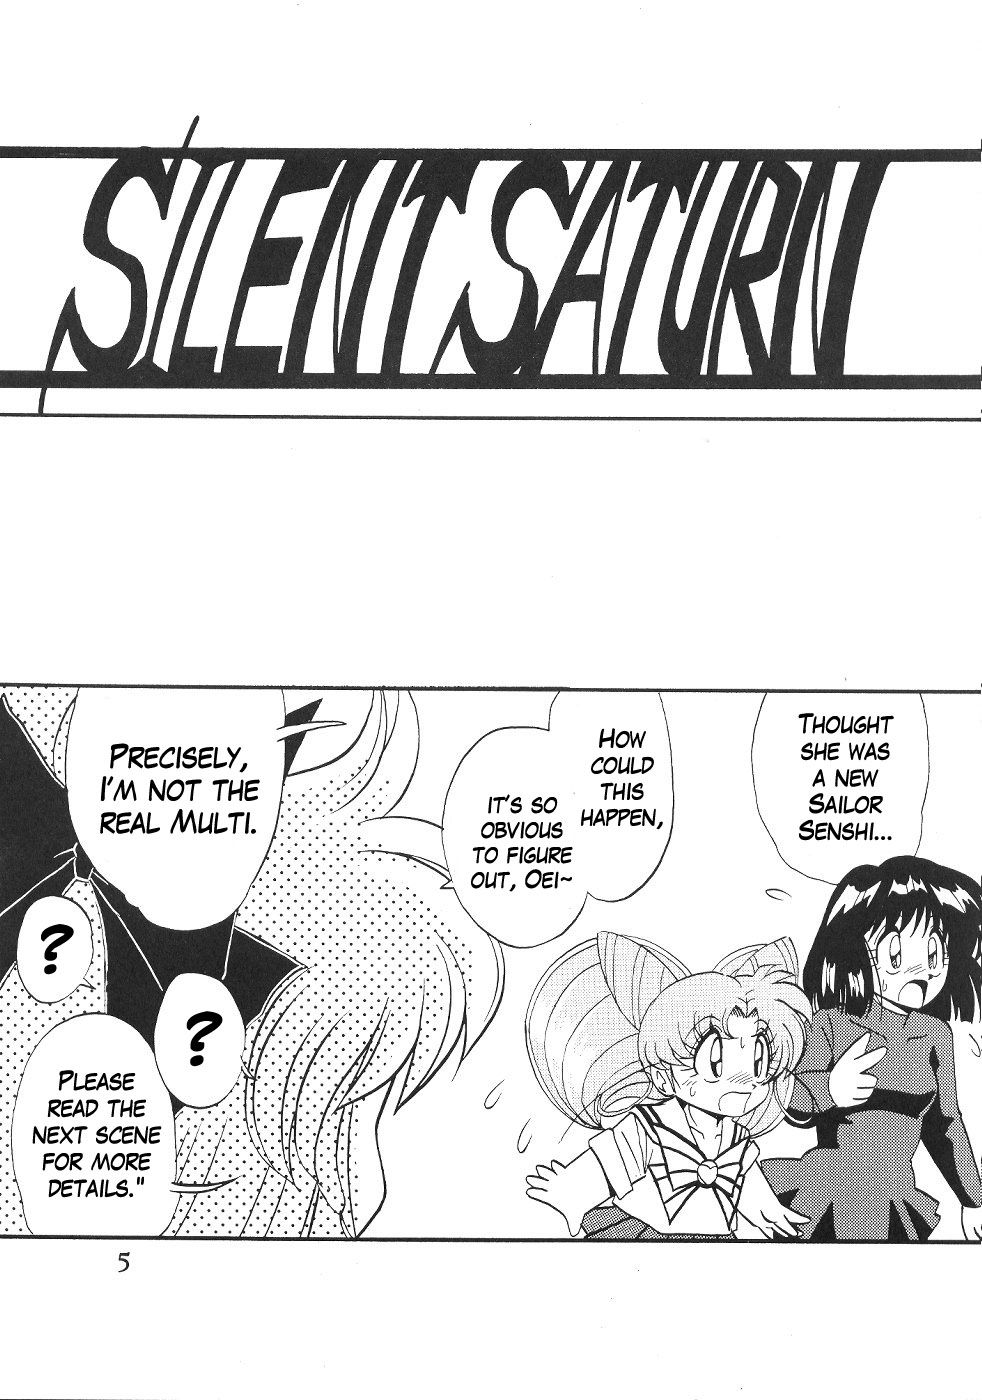 SILENT SATURN
THOUGHT
SHE WAS
A NEW
SAILOR
SENSHI...
HOW
COULD
THIS
HAPPEN,
IT'S SO
OBVIOUS
TO FIGURE
OUT, OEI~
PRECISELY,
I'M NOT THE
REAL MULTI.
?
?
PLEASE
READ THE
NEXT SCENE
FOR MORE
DETAILS."
5